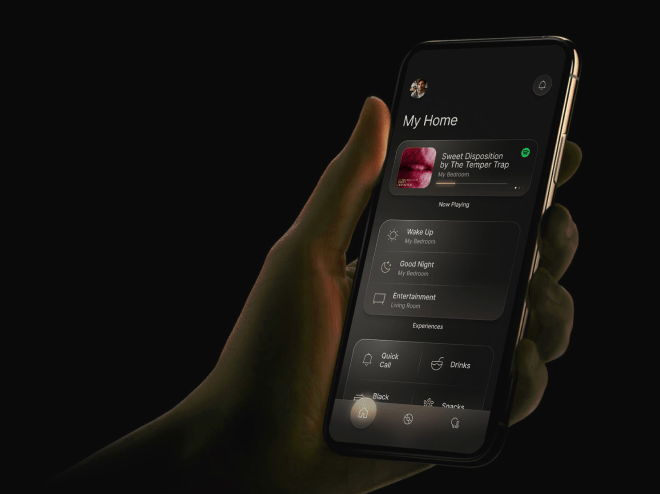 My Home
Sweet Disposition
by The Temper Trap
My Bedroom
Now Playing
Wake Up
My Bedroom
Good Night
My Bedroom
Entertainment
Living Room
Experiences
Quick
Call
Drinks
Black
Snacks